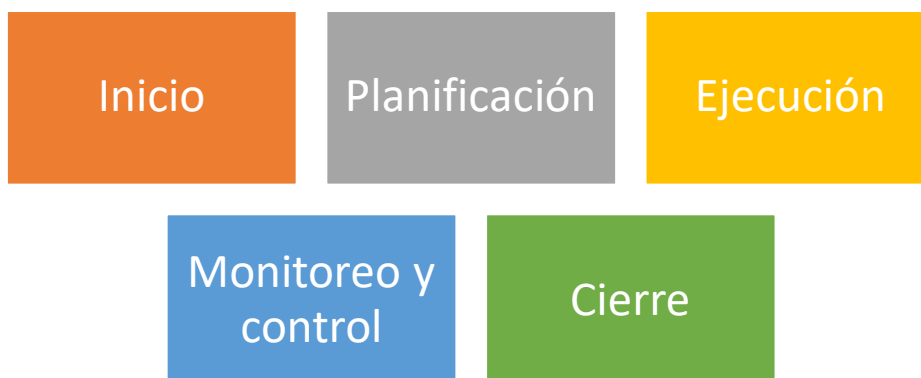 Inicio
Planificación
Ejecución
Monitoreo y
control
Cierre